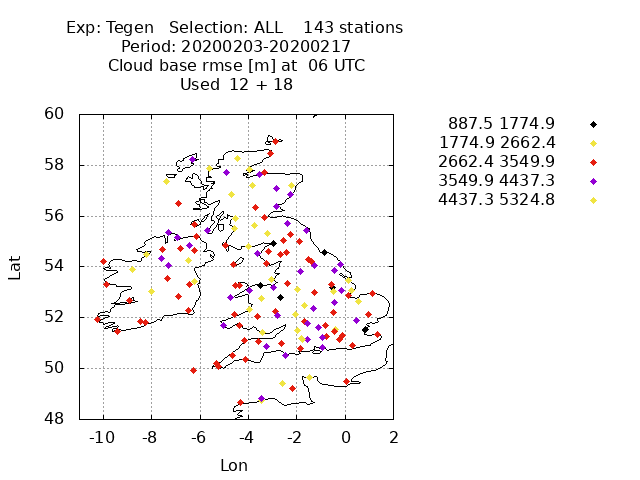 Exp: Tegen   Selection: ALL    143 stations
Period: 20200203-20200217
Cloud base rmse [m] at  06 UTC
Used  12 + 18
887.5 1774.9
1774.9 2662.4
2662.4 3549.9
3549.9 4437.3
4437.3 5324.8
60
58
56
54
52
50
48
Lat
-10 -8 -6 -4 -2 0 2
Lon